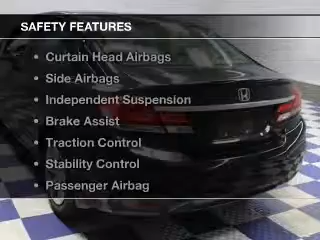 SAFETY FEATURES
• Curtain Head Airbags
• Side Airbags
• Independent Suspension
• Brake Assist
• Traction Control
• Stability Control
• Passenger Airbag